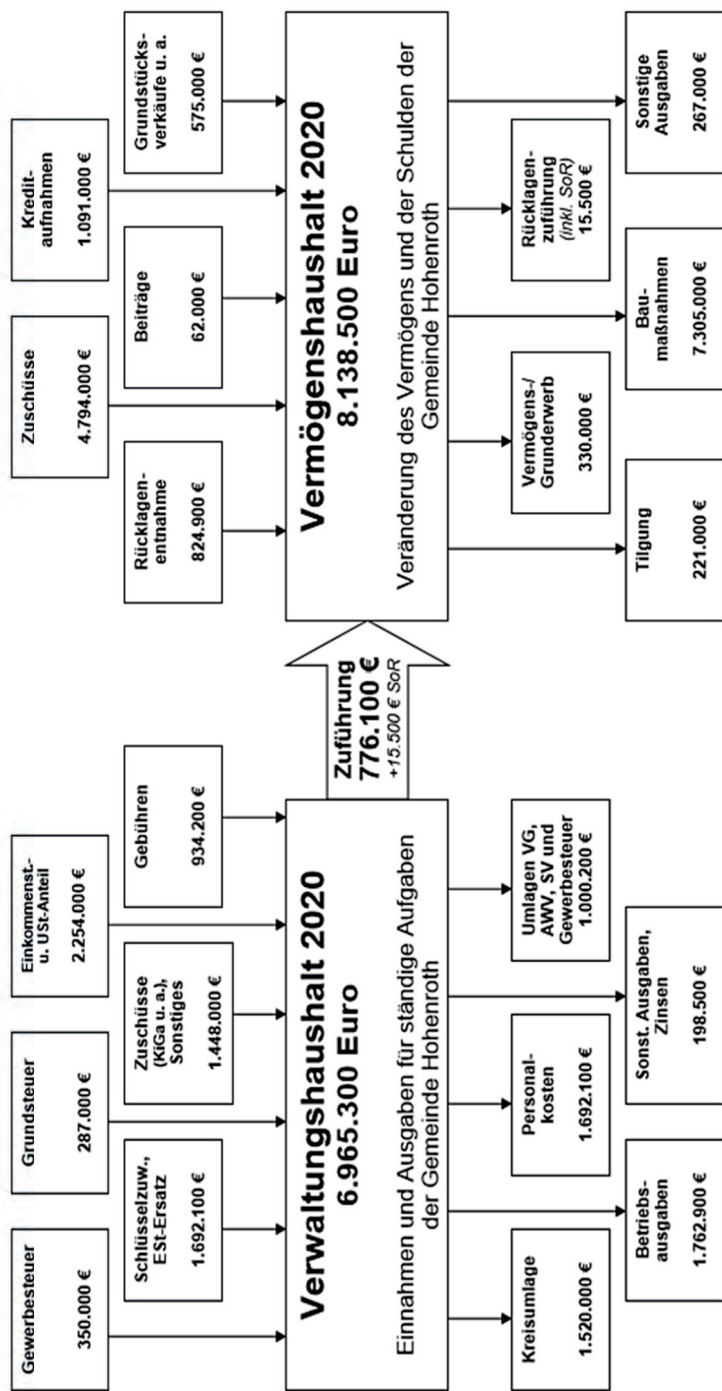 Gewerbesteuer
350.000 €
Grundsteuer
287.000 €
Einkommenst.-
u. USt-Anteil
2.254.000 €
Schlüsselzuw.,
ESt-Ersatz
1.692.100 €
Zuschüsse
(KiGa u. a.),
Sonstiges
1.448.000 €
Gebühren
934.200 €
Verwaltungshaushalt 2020
6.965.300 Euro
Einnahmen und Ausgaben für ständige Aufgaben
der Gemeinde Hohenroth
Kreisumlage
1.520.000 €
Personal-
kosten
1.692.100 €
Umlagen VG,
AWV, SV und
Gewerbesteuer
1.000.200 €
Betriebs-
ausgaben
1.762.900 €
Sonst. Ausgaben,
Zinsen
198.500 €
Zuführung
776.100 €
+15.500 € SoR
Zuschüsse
4.794.000 €
Kredit-
aufnahmen
1.091.000 €
Rücklagen-
entnahme
824.900 €
Beiträge
62.000 €
Grundstücks-
verkäufe u. a.
575.000 €
Vermögenshaushalt 2020
8.138.500 Euro
Veränderung des Vermögens und der Schulden der
Gemeinde Hohenroth
Vermögens-/
Grunderwerb
330.000 €
Rücklagen-
zuführung
(inkl. SoR)
15.500 €
Tilgung
221.000 €
Bau-
maßnahmen
7.305.000 €
Sonstige
Ausgaben
267.000 €